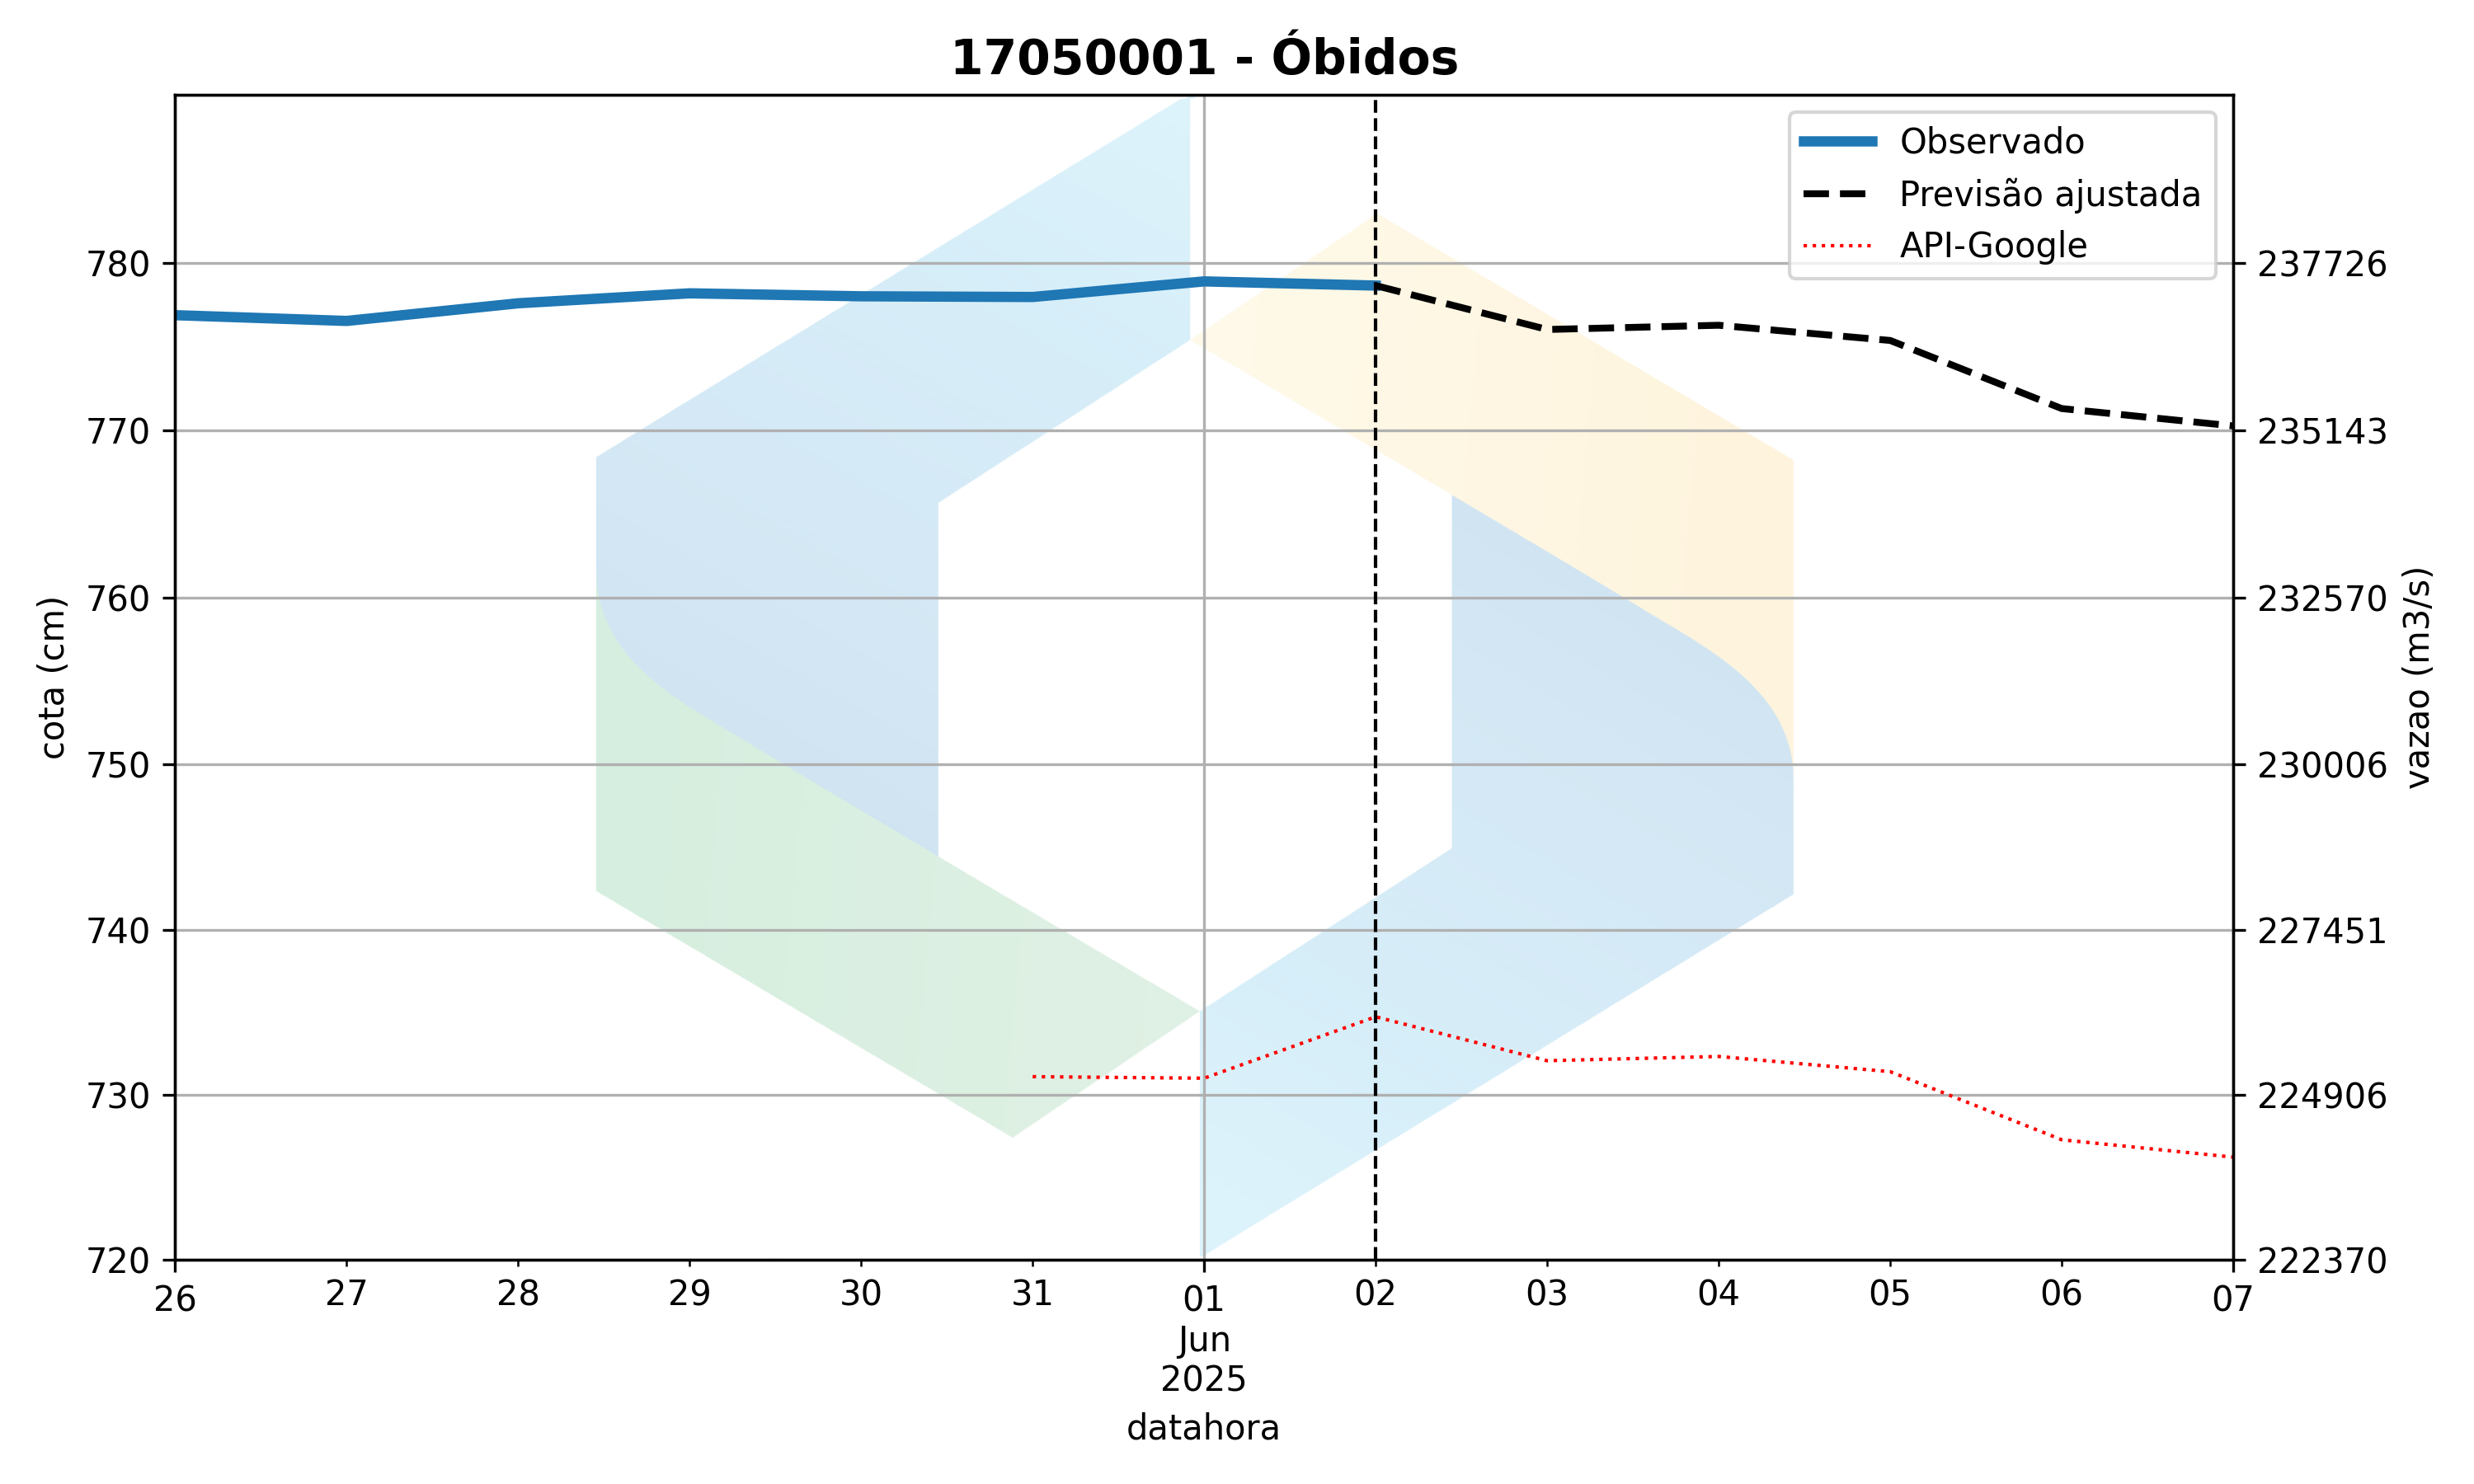 17050001 - Óbidos
Observado
Previsão ajustada
API-Google
780
770
760
750
740
730
720
cota (cm)
237726
235143
232570
230006
227451
224906
222370
vazao (m3/s)
26 27 28 29 30 31 01 02 03 04 05 06 07
Jun
2025
datahora